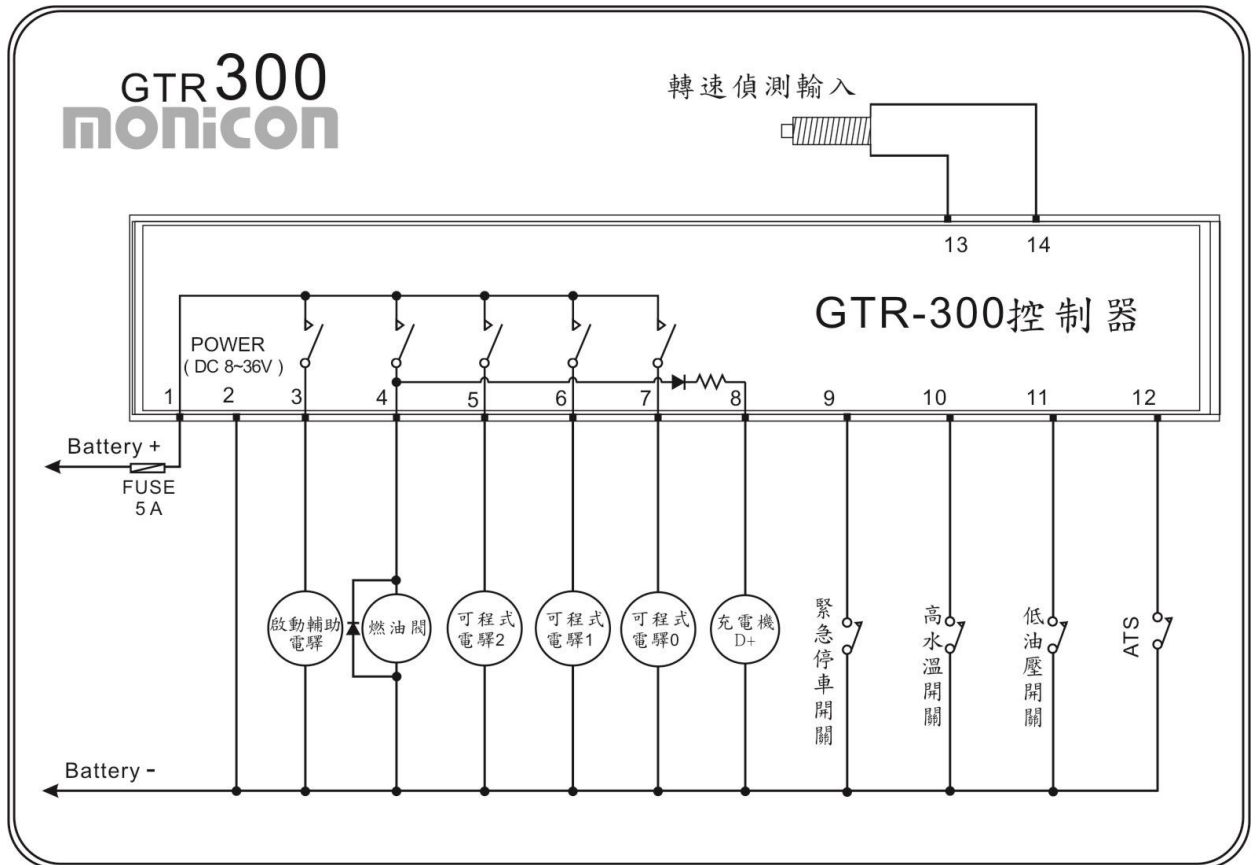 GTR 300
monicon
轉速偵測輸入
13
14
GTR-300控制器
POWER
( DC 8~36V )
1
2
3
4
5
6
7
8
9
10
11
12
Battery +
FUSE
5 A
啟動輔助
電驛
燃油閥
可程式
電驛2
可程式
電驛1
可程式
電驛0
充電機
D+
緊急停車開關
高水溫開關
低油壓開關
ATS
Battery -